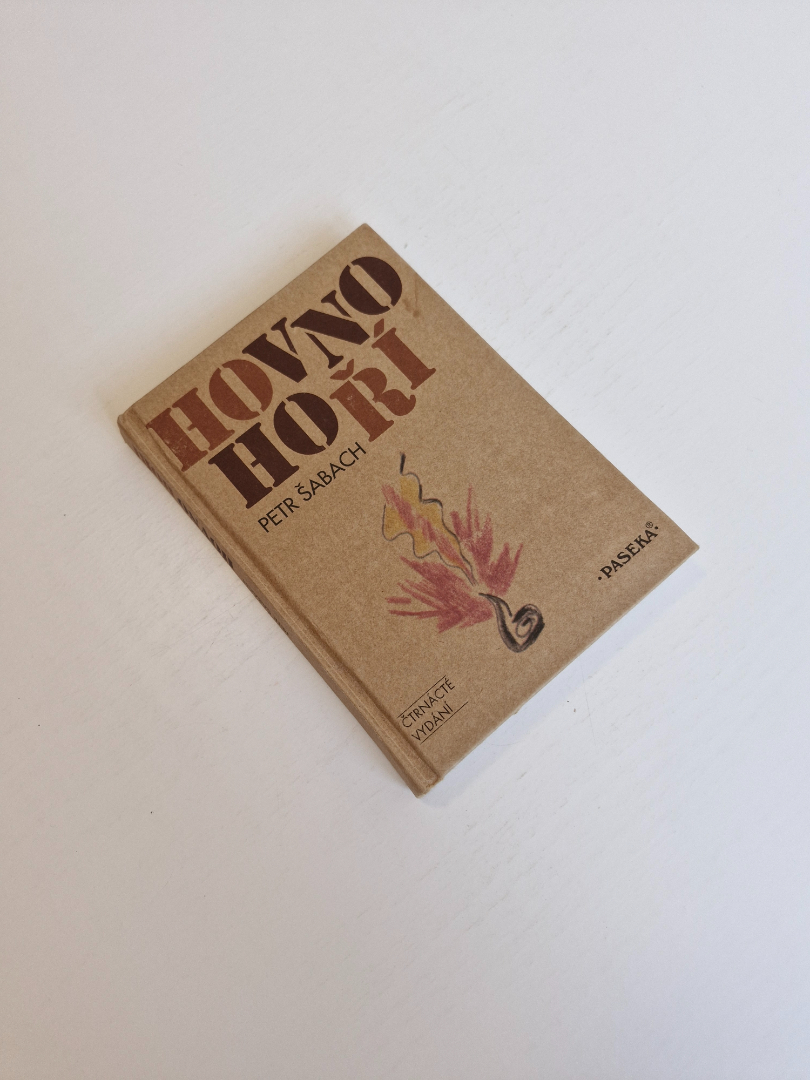 HOVNO
HOŘÍ
PETR ŠABACH
·PASEKA®·
ČTRNÁCTÉ
VYDÁNÍ